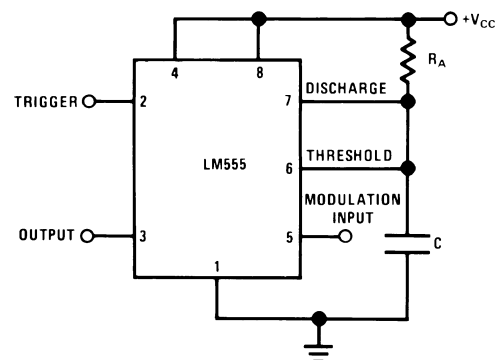 +VCC
4
8
RA
TRIGGER
2
7
DISCHARGE
LM555
6
THRESHOLD
MODULATION
INPUT
OUTPUT
3
5
C
1